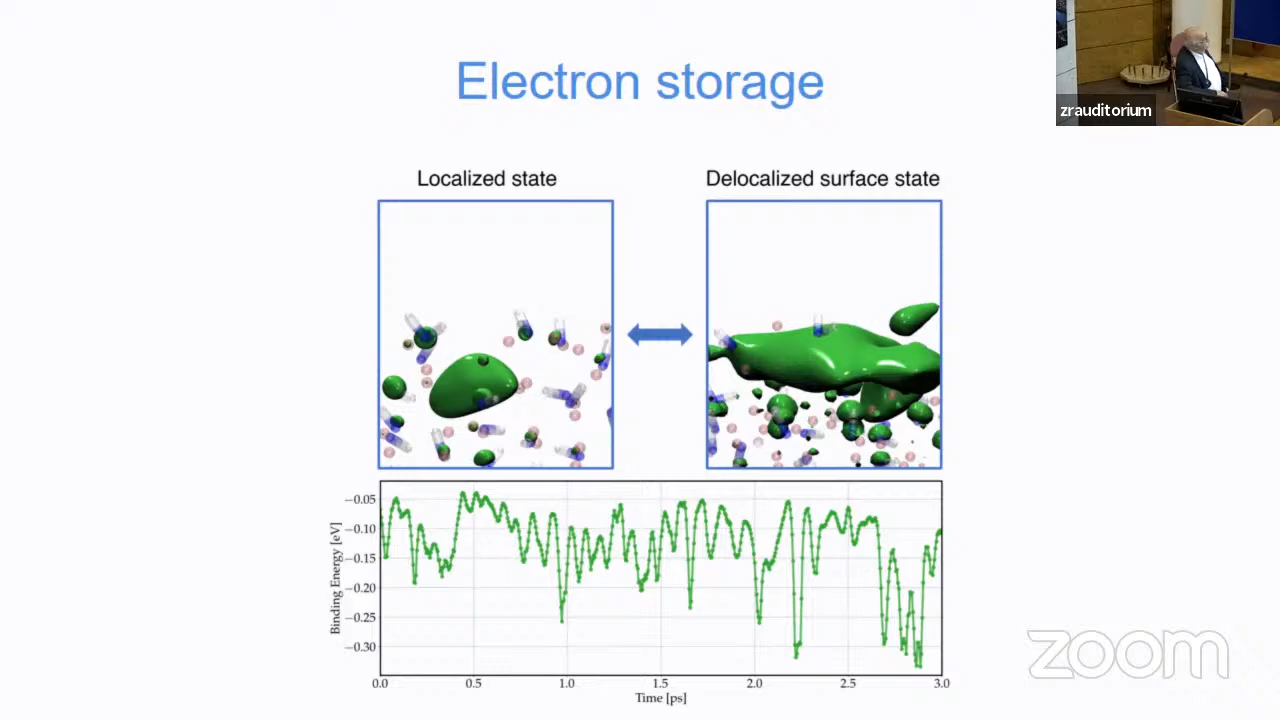 Electron storage
zrauditorium
Localized state
Delocalized surface state
−0.05
−0.10
−0.15
−0.20
−0.25
−0.30
Binding Energy [eV]
0.0 0.5 1.0 1.5 2.0 2.5 3.0
Time [ps]
zoom